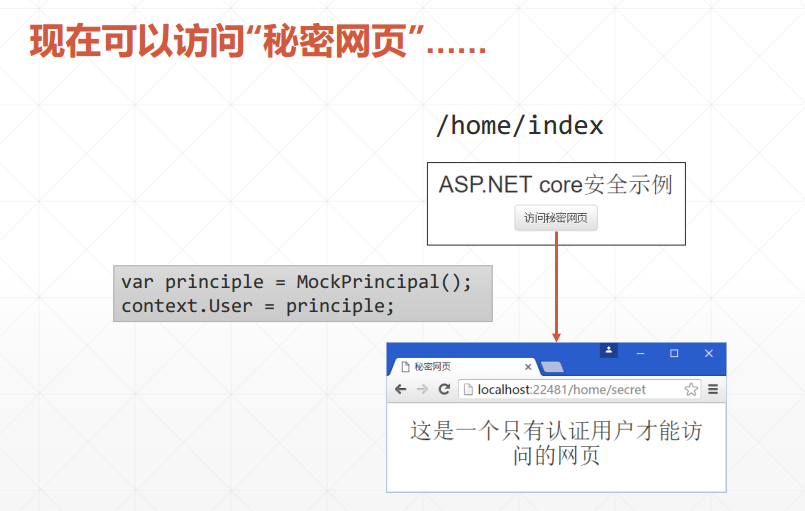 现在可以访问“秘密网页”……
/home/index
ASP.NET core安全示例
访问秘密网页
var principle = MockPrincipal();
context.User = principle;
秘密网页
localhost:22481/home/secret
这是一个只有认证用户才能访
问的网页